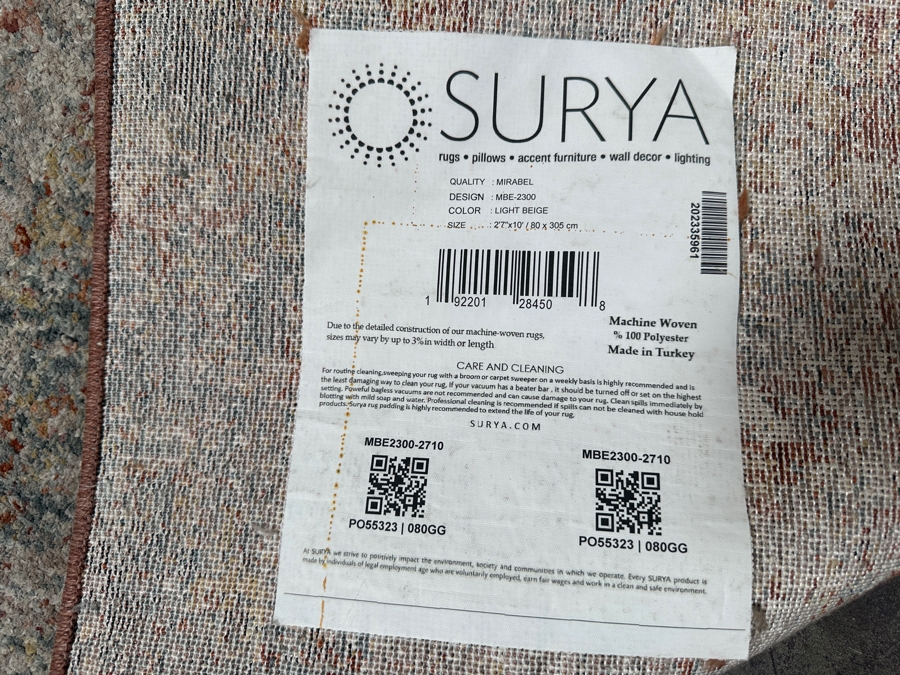 SURYA
rugs • pillows • accent furniture • wall decor • lighting
QUALITY : MIRABEL
DESIGN : MBE-2300
COLOR : LIGHT BEIGE
SIZE : 2'7"x10' / 80 x 305 cm
202335961
1 92201 28450 8
Due to the detailed construction of our machine-woven rugs,
sizes may vary by up to 3% in width or length
Machine Woven
% 100 Polyester
Made in Turkey
CARE AND CLEANING
For routine cleaning,sweeping your rug with a broom or carpet sweeper on a weekly basis is highly recommended and is
the least damaging way to clean your rug. If your vacuum has a beater bar , it should be turned off or set on the highest
setting. Poweful bagless vacuums are not recommended and can cause damage to your rug. Clean spills immediately by
blotting with mild soap and water. Professional cleaning is recommended if spills can not be cleaned with house hold
products. Surya rug padding is highly recommended to extend the life of your rug.
SURYA.COM
MBE2300-2710
PO55323 | 080GG
MBE2300-2710
PO55323 | 080GG
At SURYA we strive to positively impact the environment, society and communities in which we operate. Every SURYA product is
made by individuals of legal employment age who are voluntarily employed, earn fair wages and work in a clean and safe environment.